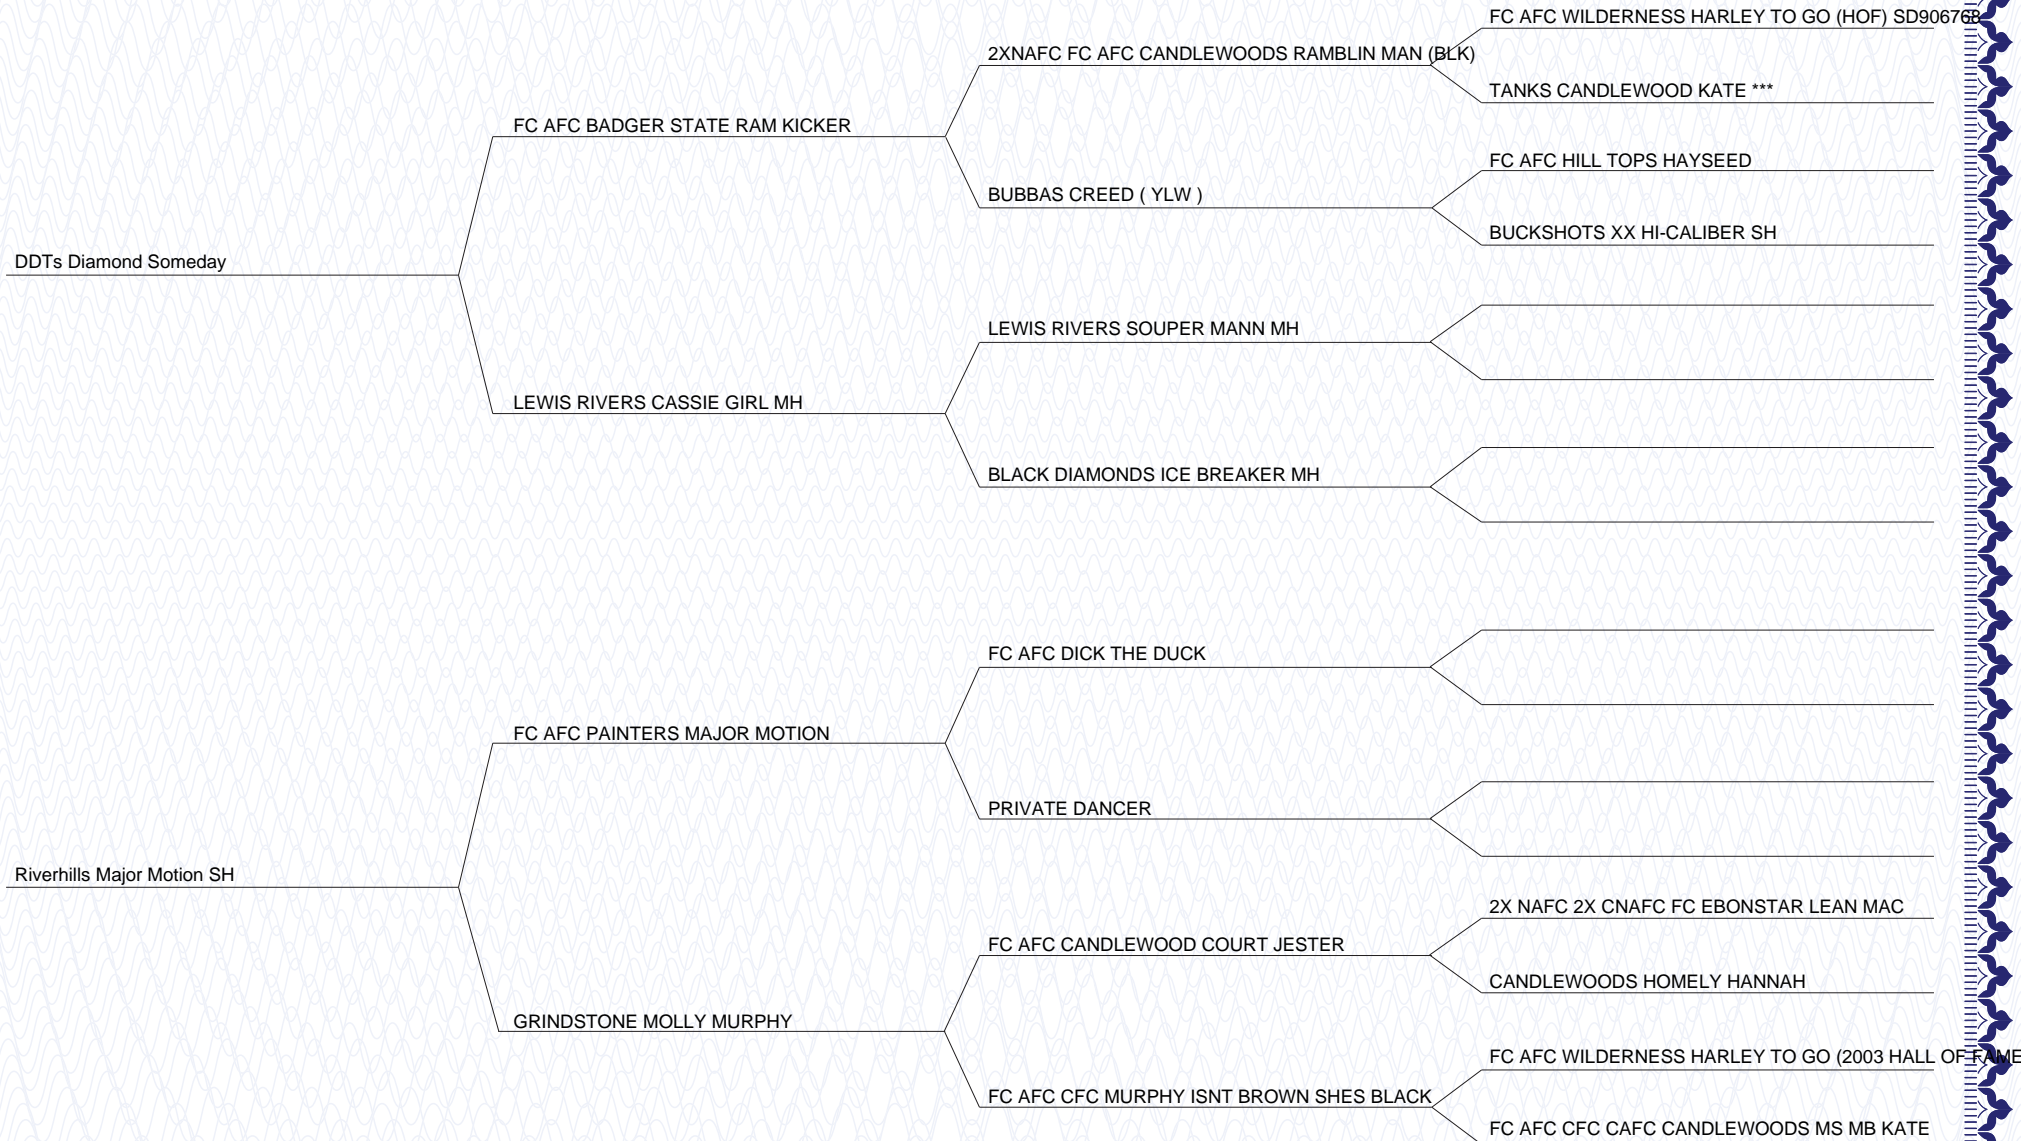 FC AFC WILDERNESS HARLEY TO GO (HOF) SD906768
2XNAFC FC AFC CANDLEWOODS RAMBLIN MAN (BLK)
TANKS CANDLEWOOD KATE ***
FC AFC BADGER STATE RAM KICKER
FC AFC HILL TOPS HAYSEED
BUBBAS CREED ( YLW )
BUCKSHOTS XX HI-CALIBER SH
DDTs Diamond Someday
LEWIS RIVERS SOUPER MANN MH
LEWIS RIVERS CASSIE GIRL MH
BLACK DIAMONDS ICE BREAKER MH
FC AFC DICK THE DUCK
FC AFC PAINTERS MAJOR MOTION
PRIVATE DANCER
Riverhills Major Motion SH
2X NAFC 2X CNAFC FC EBONSTAR LEAN MAC
FC AFC CANDLEWOOD COURT JESTER
CANDLEWOODS HOMELY HANNAH
GRINDSTONE MOLLY MURPHY
FC AFC WILDERNESS HARLEY TO GO (2003 HALL OF FAME
FC AFC CFC MURPHY ISNT BROWN SHES BLACK
FC AFC CFC CAFC CANDLEWOODS MS MB KATE